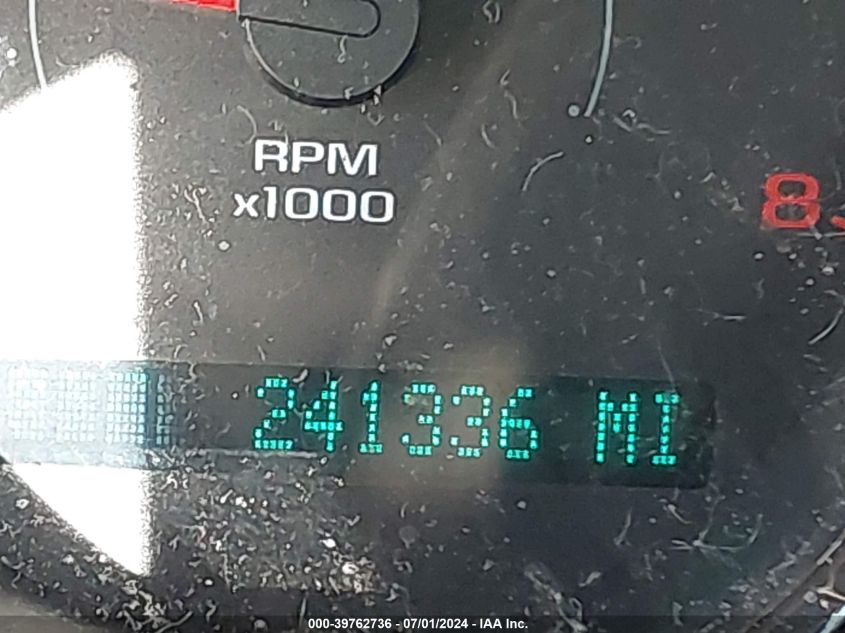 RPM
x1000
8
241336 MI
000-39762736 - 07/01/2024 - IAA Inc.